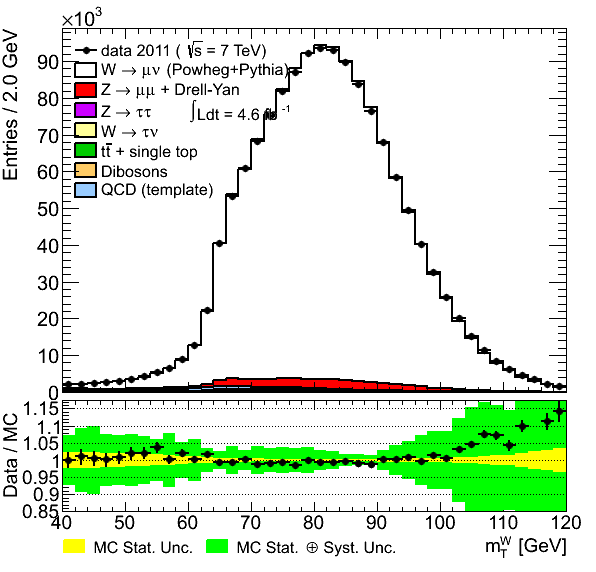 ×10³
Entries / 2.0 GeV
data 2011 ( √s = 7 TeV)
W → μν (Powheg+Pythia)
Z → μμ + Drell-Yan
Z → ττ
∫Ldt = 4.6 fb⁻¹
W → τν
tt̄ + single top
Dibosons
QCD (template)
90
80
70
60
50
40
30
20
10
0
Data / MC
1.15
1.1
1.05
1
0.95
0.9
0.85
40 50 60 70 80 90 100 110 120
m_T^W [GeV]
MC Stat. Unc. MC Stat. ⊕ Syst. Unc.